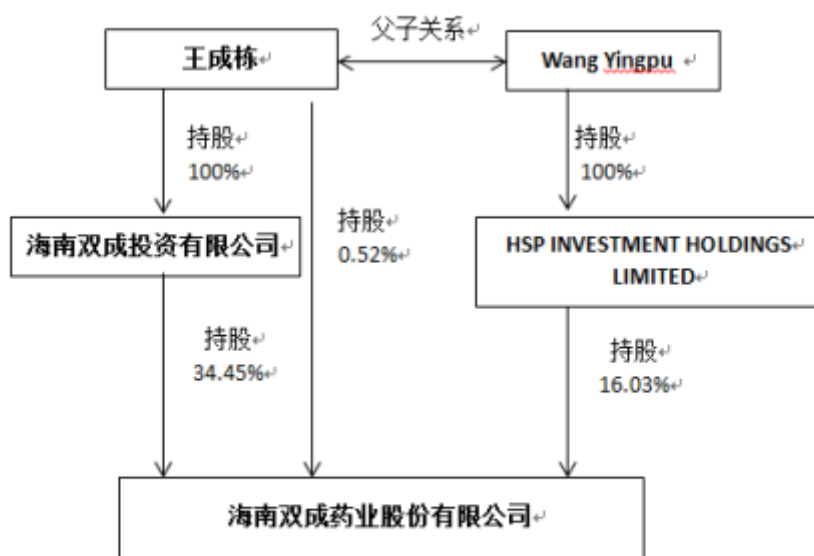 父子关系
王成栋
Wang Yingpu
持股
100%
持股
100%
海南双成投资有限公司
持股
0.52%
HSP INVESTMENT HOLDINGS
LIMITED
持股
34.45%
持股
16.03%
海南双成药业股份有限公司